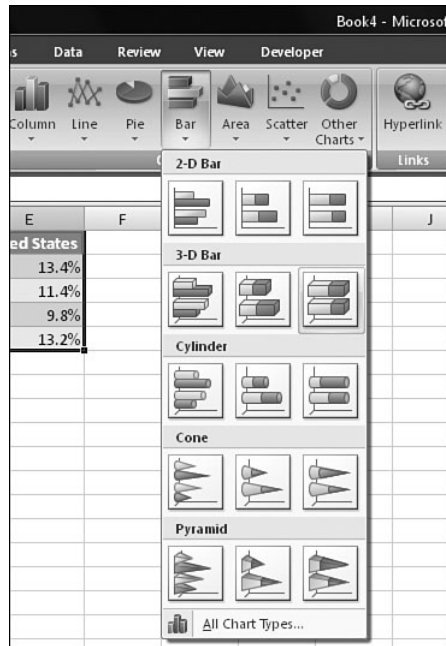 Book4 - Microsof
s Data Review View Developer
Column Line Pie Bar Area Scatter Other Charts Hyperlink
Links
2-D Bar
E F J
ed States
3-D Bar
13.4%
11.4%
9.8%
13.2%
Cylinder
Cone
Pyramid
All Chart Types...